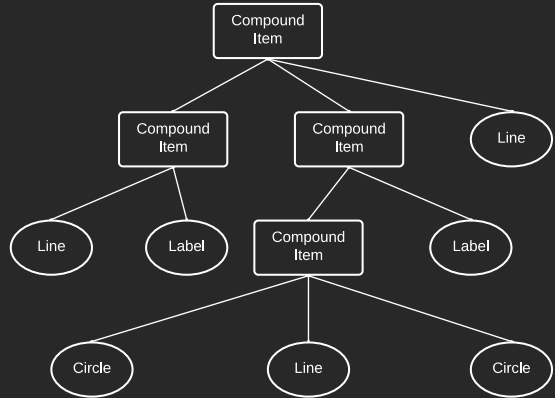 Compound
Item
Compound
Item
Compound
Item
Line
Line
Label
Compound
Item
Label
Circle
Line
Circle